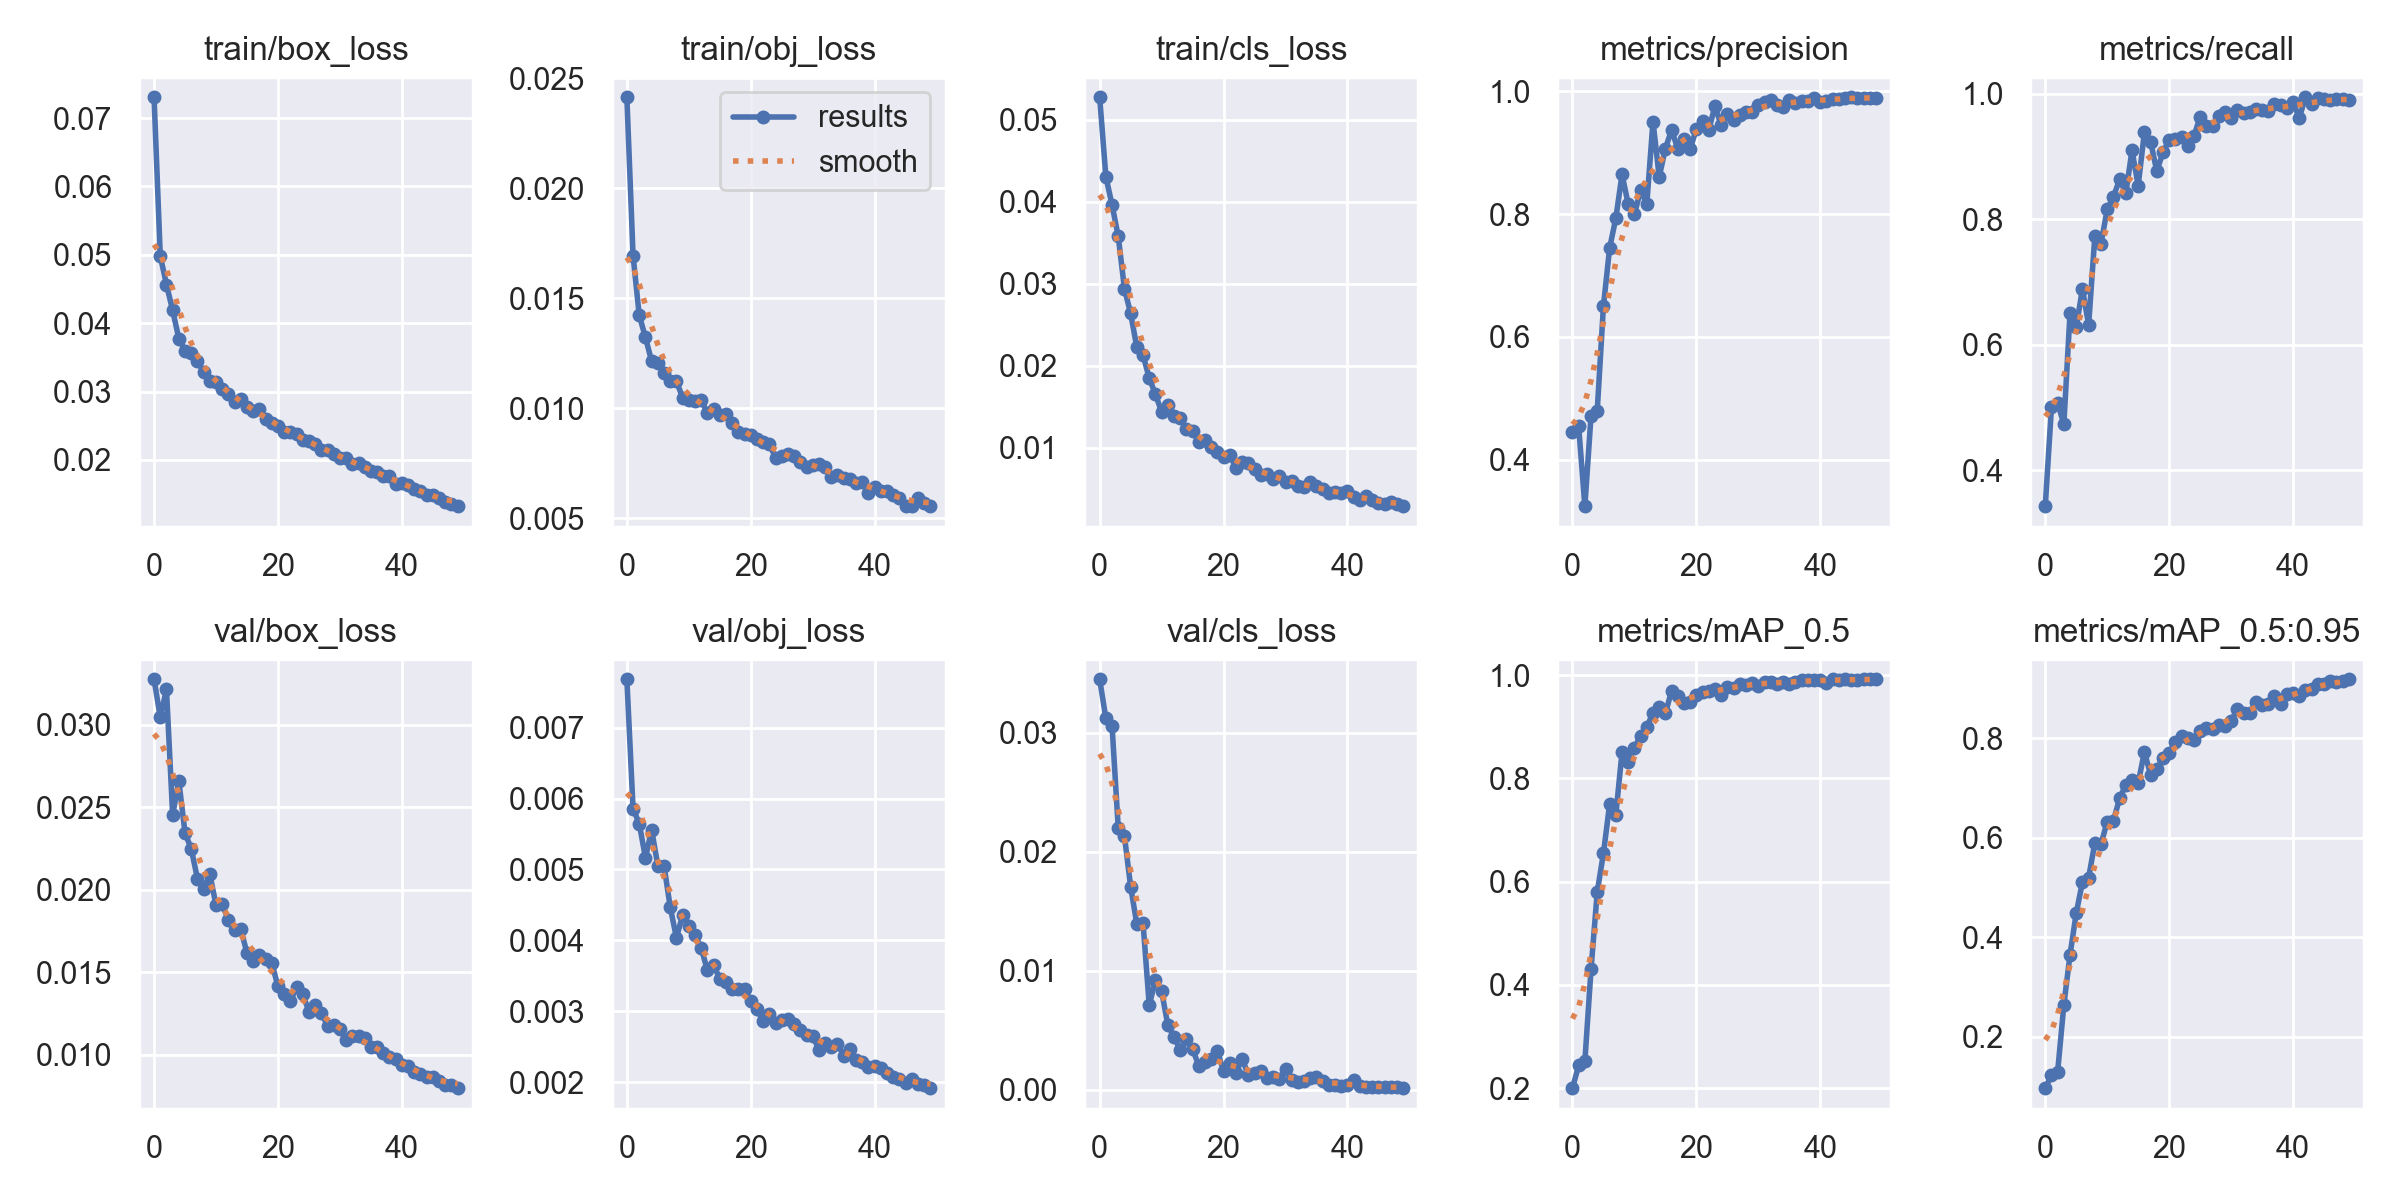 train/box_loss
0.07
0.06
0.05
0.04
0.03
0.02
0 20 40
train/obj_loss
0.025
0.020
0.015
0.010
0.005
0 20 40
results
smooth
train/cls_loss
0.05
0.04
0.03
0.02
0.01
0 20 40
metrics/precision
1.0
0.8
0.6
0.4
0 20 40
metrics/recall
1.0
0.8
0.6
0.4
0 20 40
val/box_loss
0.030
0.025
0.020
0.015
0.010
0 20 40
val/obj_loss
0.007
0.006
0.005
0.004
0.003
0.002
0 20 40
val/cls_loss
0.03
0.02
0.01
0.00
0 20 40
metrics/mAP_0.5
1.0
0.8
0.6
0.4
0.2
0 20 40
metrics/mAP_0.5:0.95
0.8
0.6
0.4
0.2
0 20 40